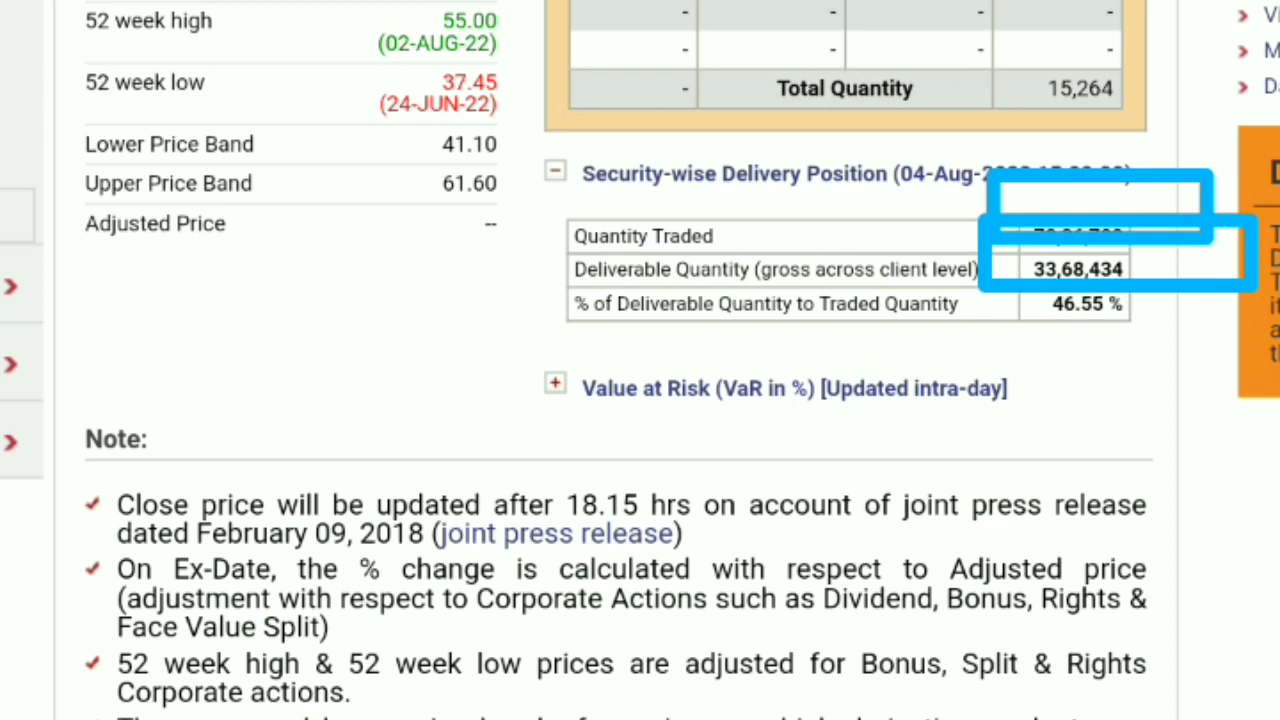 52 week high 55.00
(02-AUG-22)
52 week low 37.45
(24-JUN-22)
Lower Price Band 41.10
Upper Price Band 61.60
Adjusted Price --
- - - -
- - - -
- Total Quantity 15,264
Security-wise Delivery Position (04-Aug-
Quantity Traded
Deliverable Quantity (gross across client level) 33,68,434
% of Deliverable Quantity to Traded Quantity 46.55 %
Value at Risk (VaR in %) [Updated intra-day]
Note:
Close price will be updated after 18.15 hrs on account of joint press release
dated February 09, 2018 (joint press release)
On Ex-Date, the % change is calculated with respect to Adjusted price
(adjustment with respect to Corporate Actions such as Dividend, Bonus, Rights &
Face Value Split)
52 week high & 52 week low prices are adjusted for Bonus, Split & Rights
Corporate actions.